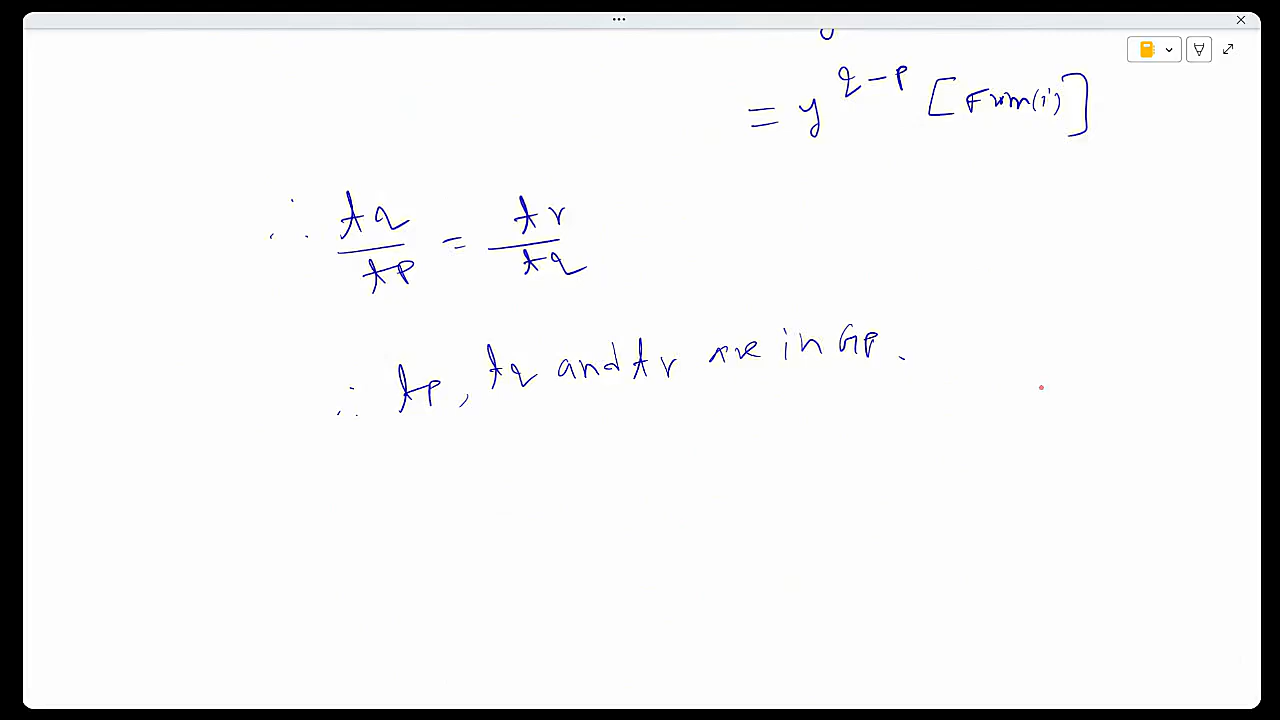 = y^{q-p} [From(i)]
∴ tq/tp = tr/tq
∴ tp, tq and tr are in GP.